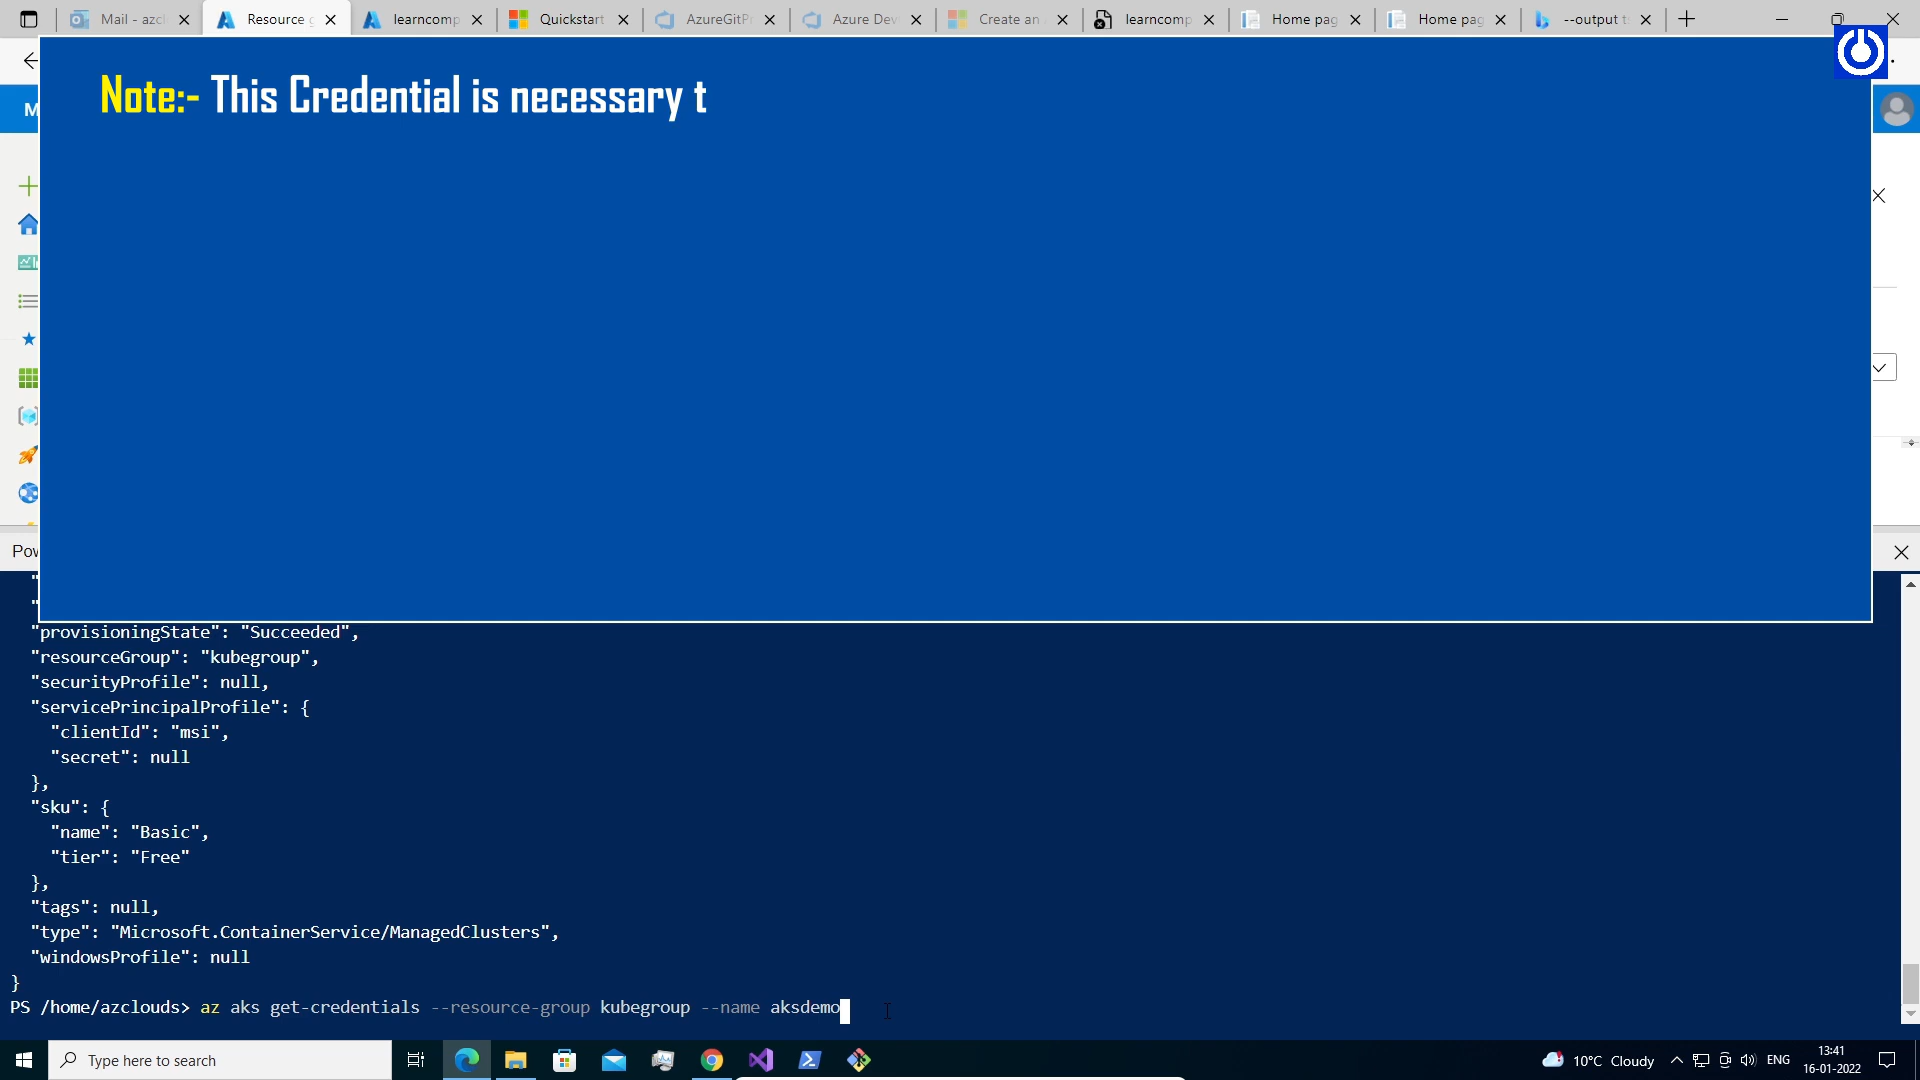 Mail - azcl
Resource g
learncomp
Quickstart
AzureGitPr
Azure Dev
Create an
learncomp
Home pag
Home pag
--output t
Note:- This Credential is necessary t
M
Pow
"provisioningState": "Succeeded",
"resourceGroup": "kubegroup",
"securityProfile": null,
"servicePrincipalProfile": {
"clientId": "msi",
"secret": null
},
"sku": {
"name": "Basic",
"tier": "Free"
},
"tags": null,
"type": "Microsoft.ContainerService/ManagedClusters",
"windowsProfile": null
}
PS /home/azclouds> az aks get-credentials --resource-group kubegroup --name aksdemo
Type here to search
10°C Cloudy
ENG
13:41
16-01-2022